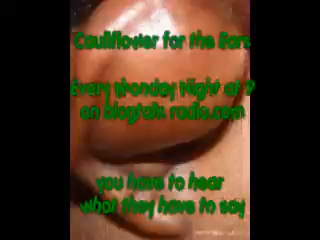 Cauliflower for the Ears
Every Monday Night at 9
on blogtalk radio.com
you have to hear
what they have to say